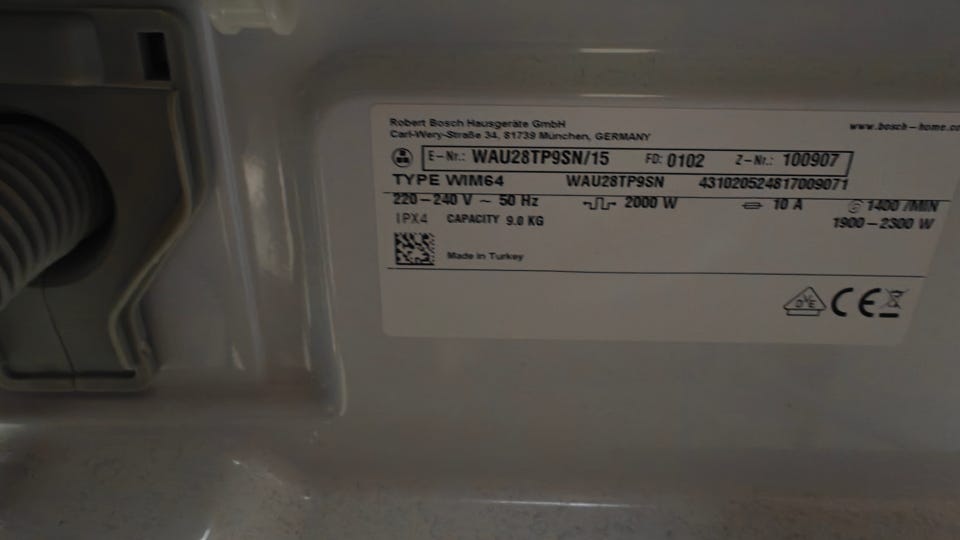 Robert Bosch Hausgeräte GmbH
Carl-Wery-Straße 34, 81739 München, GERMANY
www.bosch-home.co
E-Nr.: WAU28TP9SN/15 FD: 0102 Z-Nr.: 100907
TYPE WIM64 WAU28TP9SN 431020524817009071
220-240 V ~ 50 Hz 2000 W 10 A 1400 /MIN
IPX4 CAPACITY 9.0 KG 1900-2300 W
Made in Turkey
DVE CE